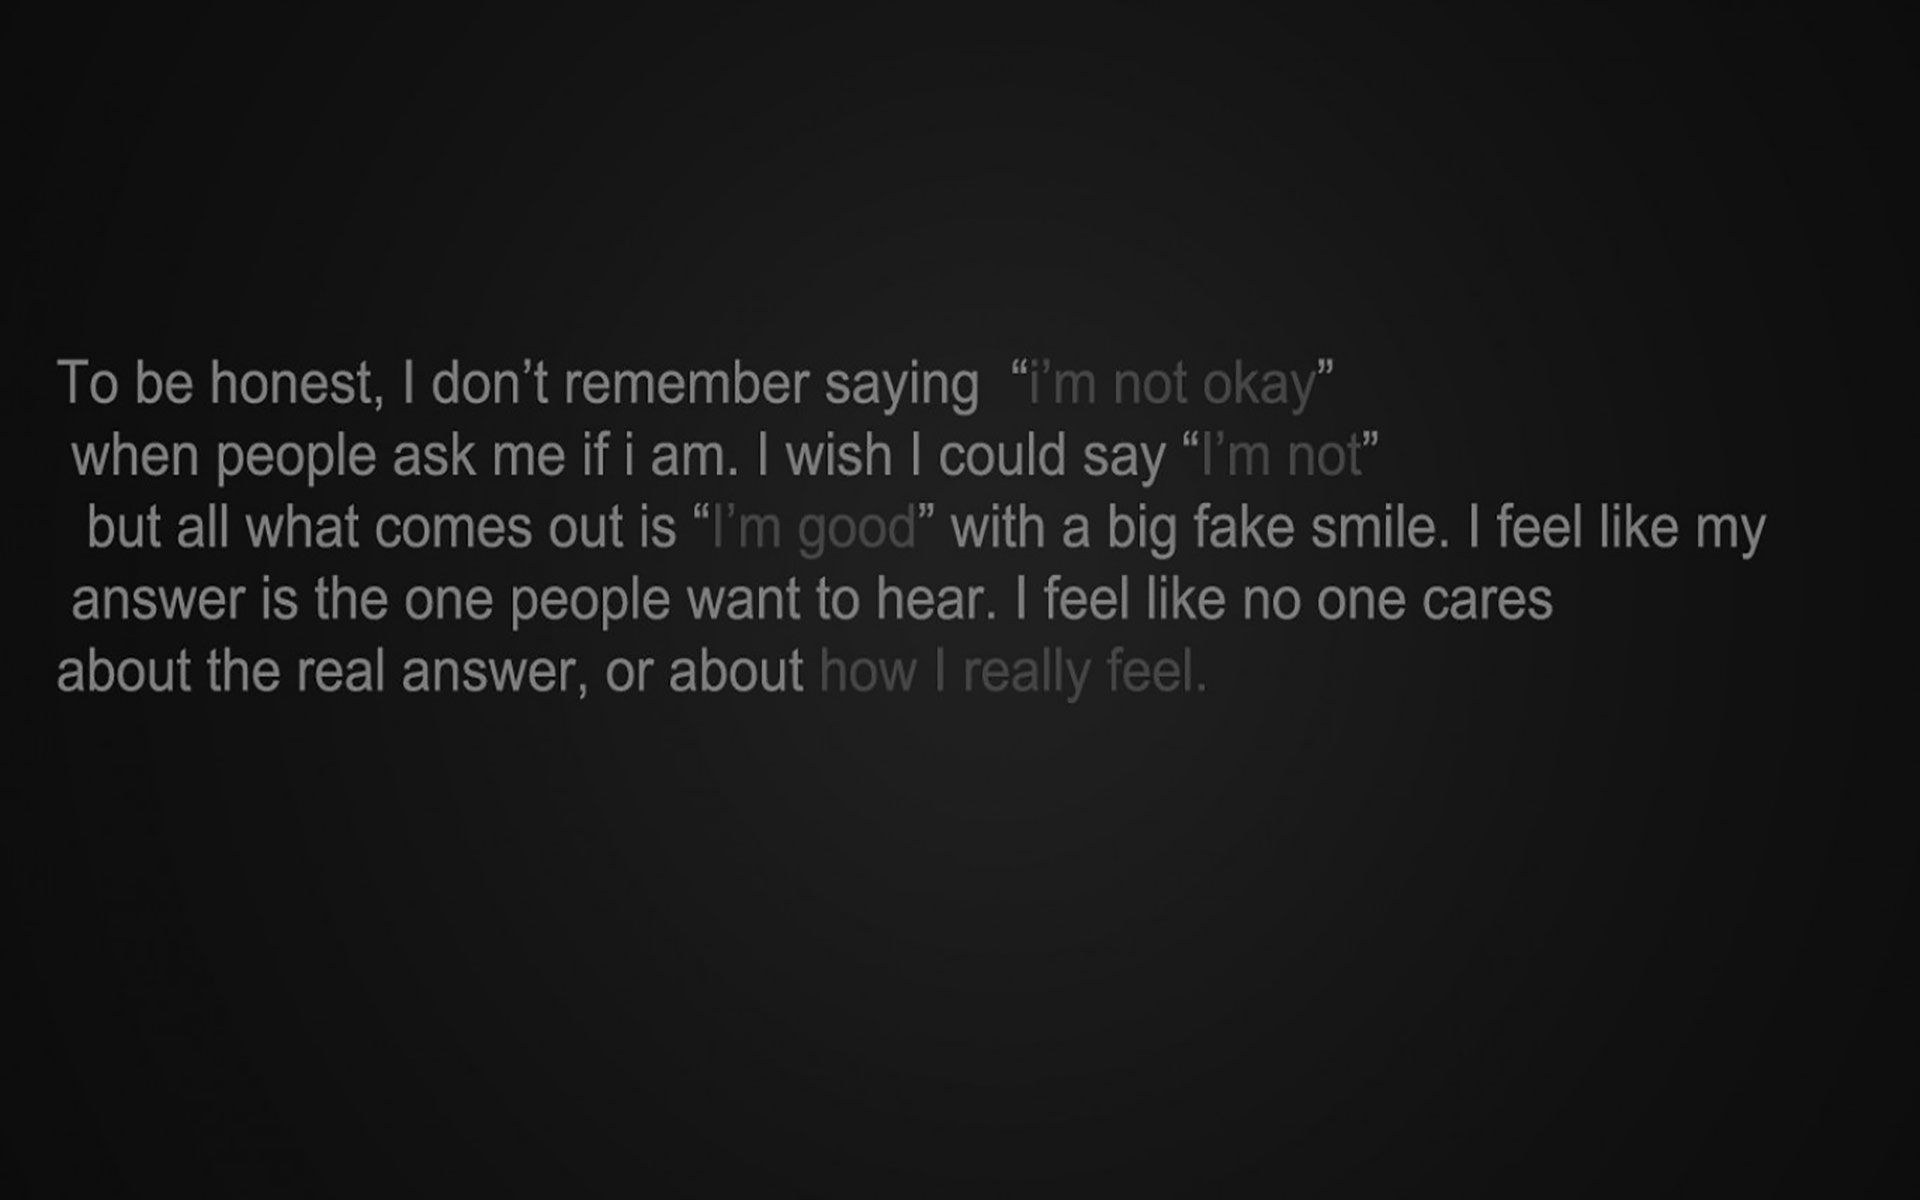 To be honest, I don’t remember saying “i’m not okay”
when people ask me if i am. I wish I could say “I’m not”
but all what comes out is “I’m good” with a big fake smile. I feel like my
answer is the one people want to hear. I feel like no one cares
about the real answer, or about how I really feel.